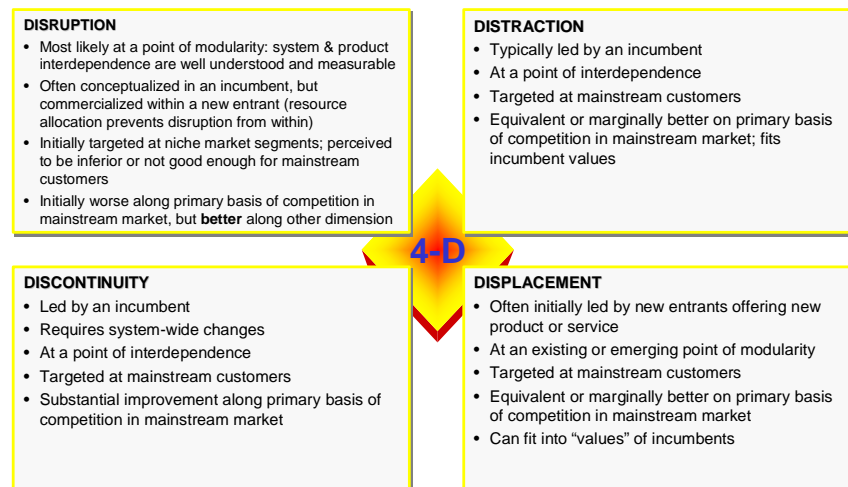 DISRUPTION
• Most likely at a point of modularity: system & product
interdependence are well understood and measurable
• Often conceptualized in an incumbent, but
commercialized within a new entrant (resource
allocation prevents disruption from within)
• Initially targeted at niche market segments; perceived
to be inferior or not good enough for mainstream
customers
• Initially worse along primary basis of competition in
mainstream market, but better along other dimension
DISTRACTION
• Typically led by an incumbent
• At a point of interdependence
• Targeted at mainstream customers
• Equivalent or marginally better on primary basis
of competition in mainstream market; fits
incumbent values
4-D
DISCONTINUITY
• Led by an incumbent
• Requires system-wide changes
• At a point of interdependence
• Targeted at mainstream customers
• Substantial improvement along primary basis of
competition in mainstream market
DISPLACEMENT
• Often initially led by new entrants offering new
product or service
• At an existing or emerging point of modularity
• Targeted at mainstream customers
• Equivalent or marginally better on primary basis
of competition in mainstream market
• Can fit into “values” of incumbents